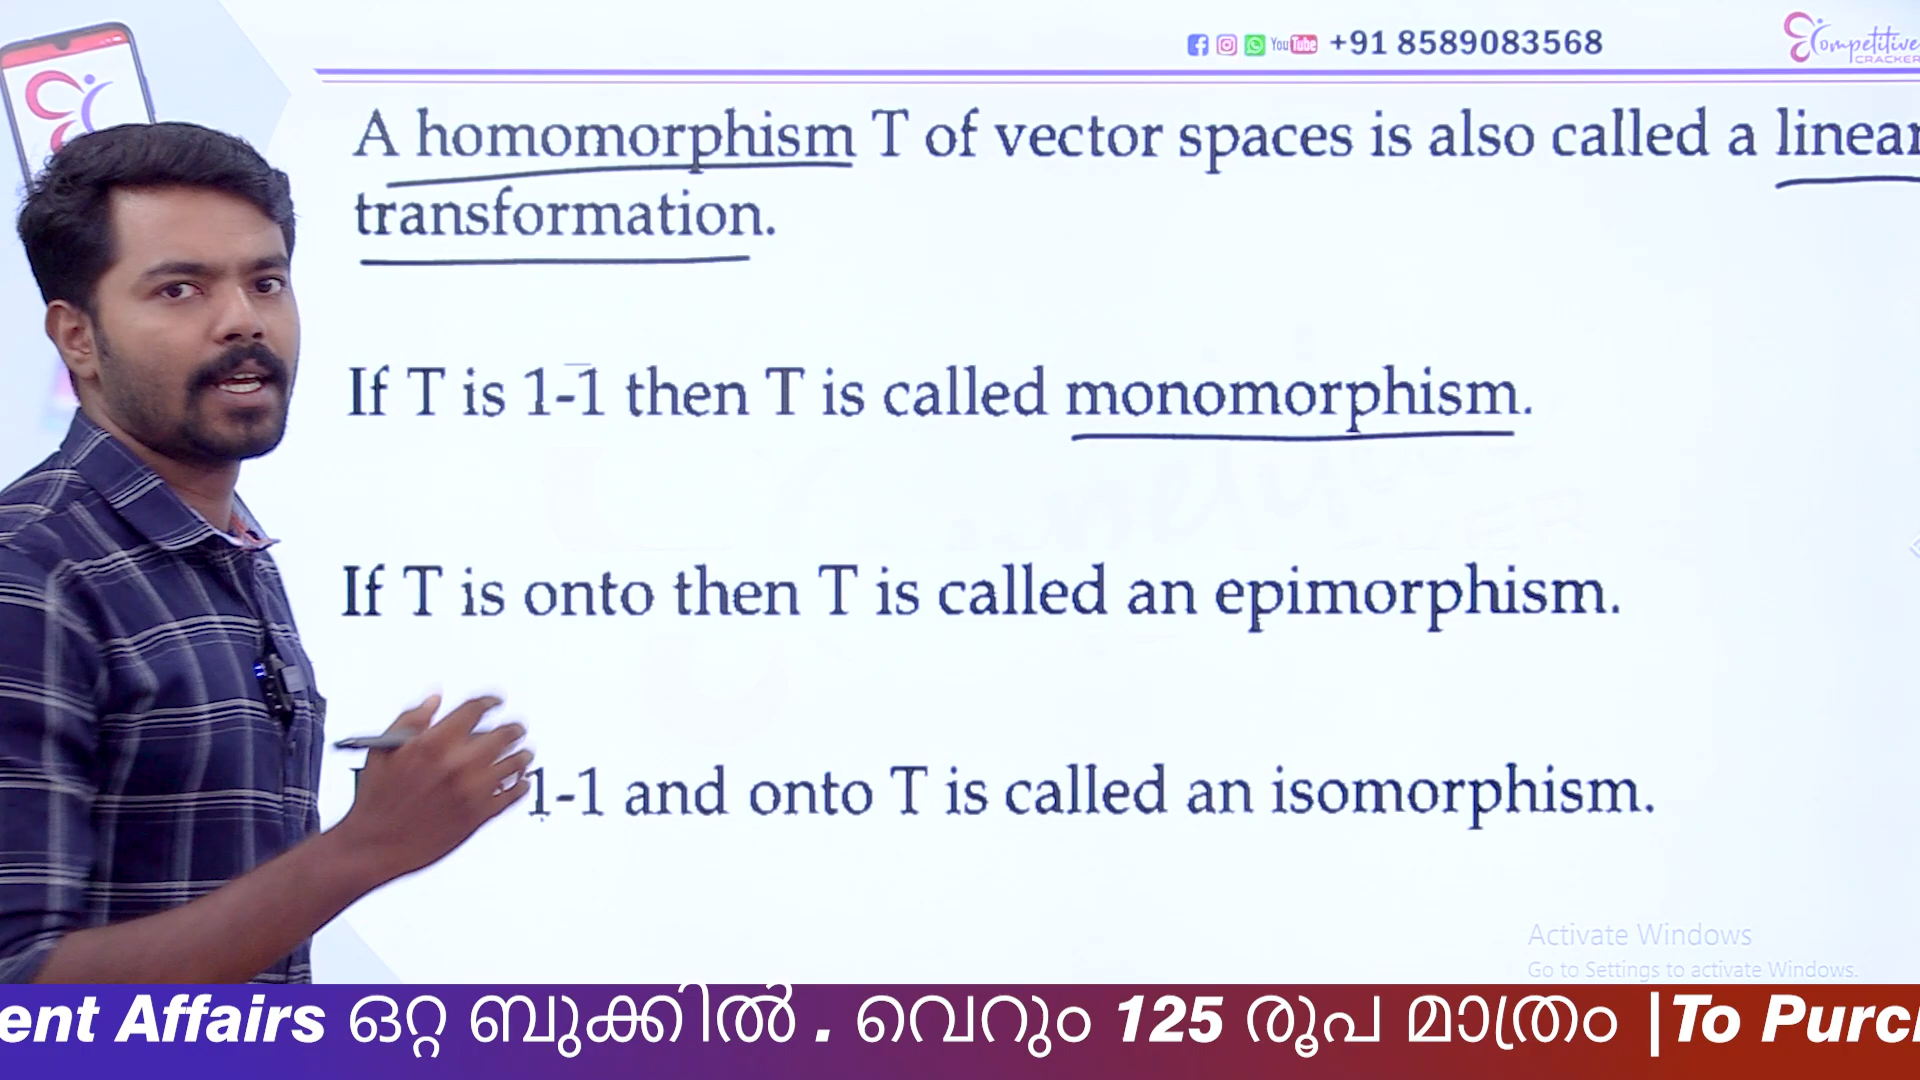 YouTube +91 8589083568
Competitive
CRACKER
A homomorphism T of vector spaces is also called a linear
transformation.
If T is 1-1 then T is called monomorphism.
If T is onto then T is called an epimorphism.
1-1 and onto T is called an isomorphism.
Activate Windows
Go to Settings to activate Windows.
ent Affairs ഒറ്റ ബുക്കിൽ . വെറും 125 രൂപ മാത്രം |To Purc